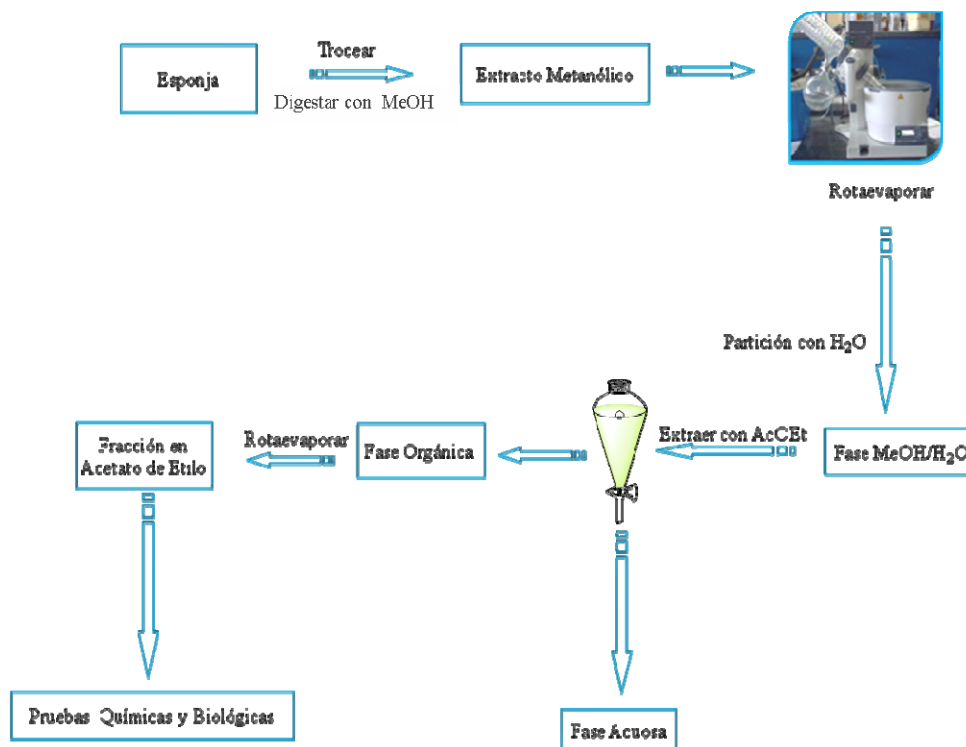 Esponja
Trocear
Digestar con MeOH
Extracto Metanólico
Rotaevaporar
Partición con H₂O
Fase MeOH/H₂O
Extraer con AcCEt
Fase Orgánica
Rotaevaporar
Fracción en
Acetato de Etilo
Pruebas Químicas y Biológicas
Fase Acuosa